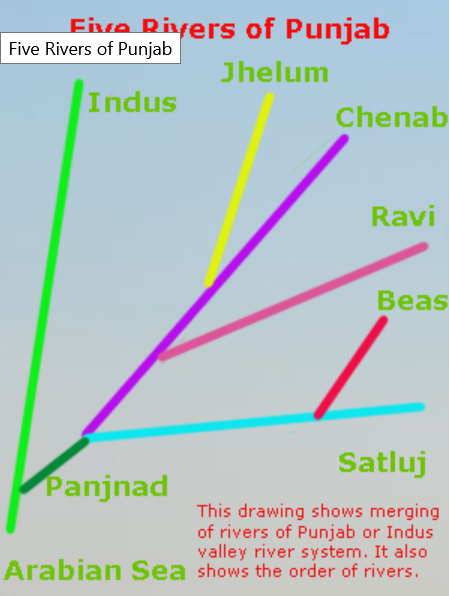 Five Rivers of Punjab
Five Rivers of Punjab
Jhelum
Indus
Chenab
Ravi
Beas
Satluj
Panjnad
This drawing shows merging
of rivers of Punjab or Indus
valley river system. It also
shows the order of rivers.
Arabian Sea